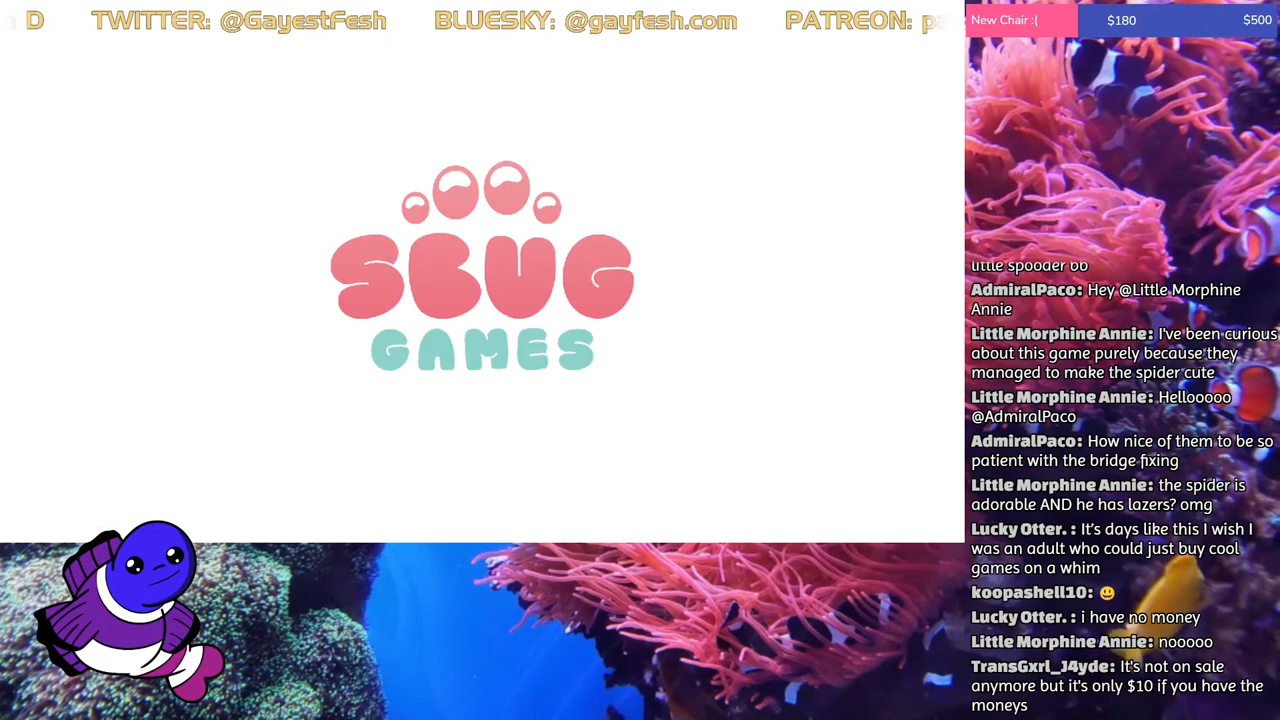 D TWITTER: @GayestFesh BLUESKY: @gayfesh.com PATREON:
New Chair :( $180 $500
SBUG
GAMES
little spooder bb
AdmiralPaco: Hey @Little Morphine
Annie
Little Morphine Annie: I've been curious
about this game purely because they
managed to make the spider cute
Little Morphine Annie: Hellooooo
@AdmiralPaco
AdmiralPaco: How nice of them to be so
patient with the bridge fixing
Little Morphine Annie: the spider is
adorable AND he has lazers? omg
Lucky Otter. : It's days like this I wish I
was an adult who could just buy cool
games on a whim
koopashell10: 😃
Lucky Otter. : i have no money
Little Morphine Annie: nooooo
TransGxrl_J4yde: It's not on sale
anymore but it's only $10 if you have the
moneys